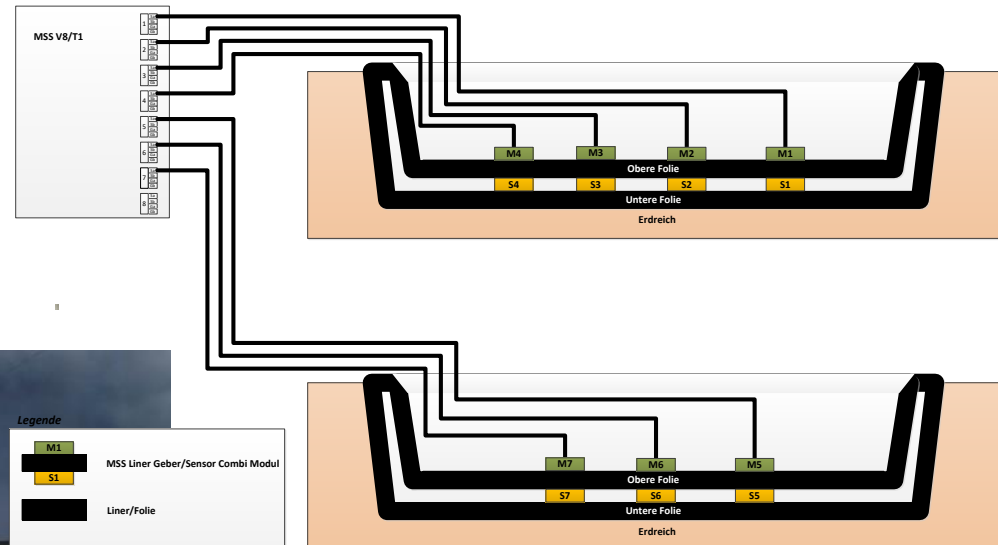 MSS V8/T1
1
2
3
4
5
6
7
8
M4
M3
M2
M1
Obere Folie
S4
S3
S2
S1
Untere Folie
Erdreich
M7
M6
M5
Obere Folie
S7
S6
S5
Untere Folie
Erdreich
Legende
M1
S1
MSS Liner Geber/Sensor Combi Modul
Liner/Folie